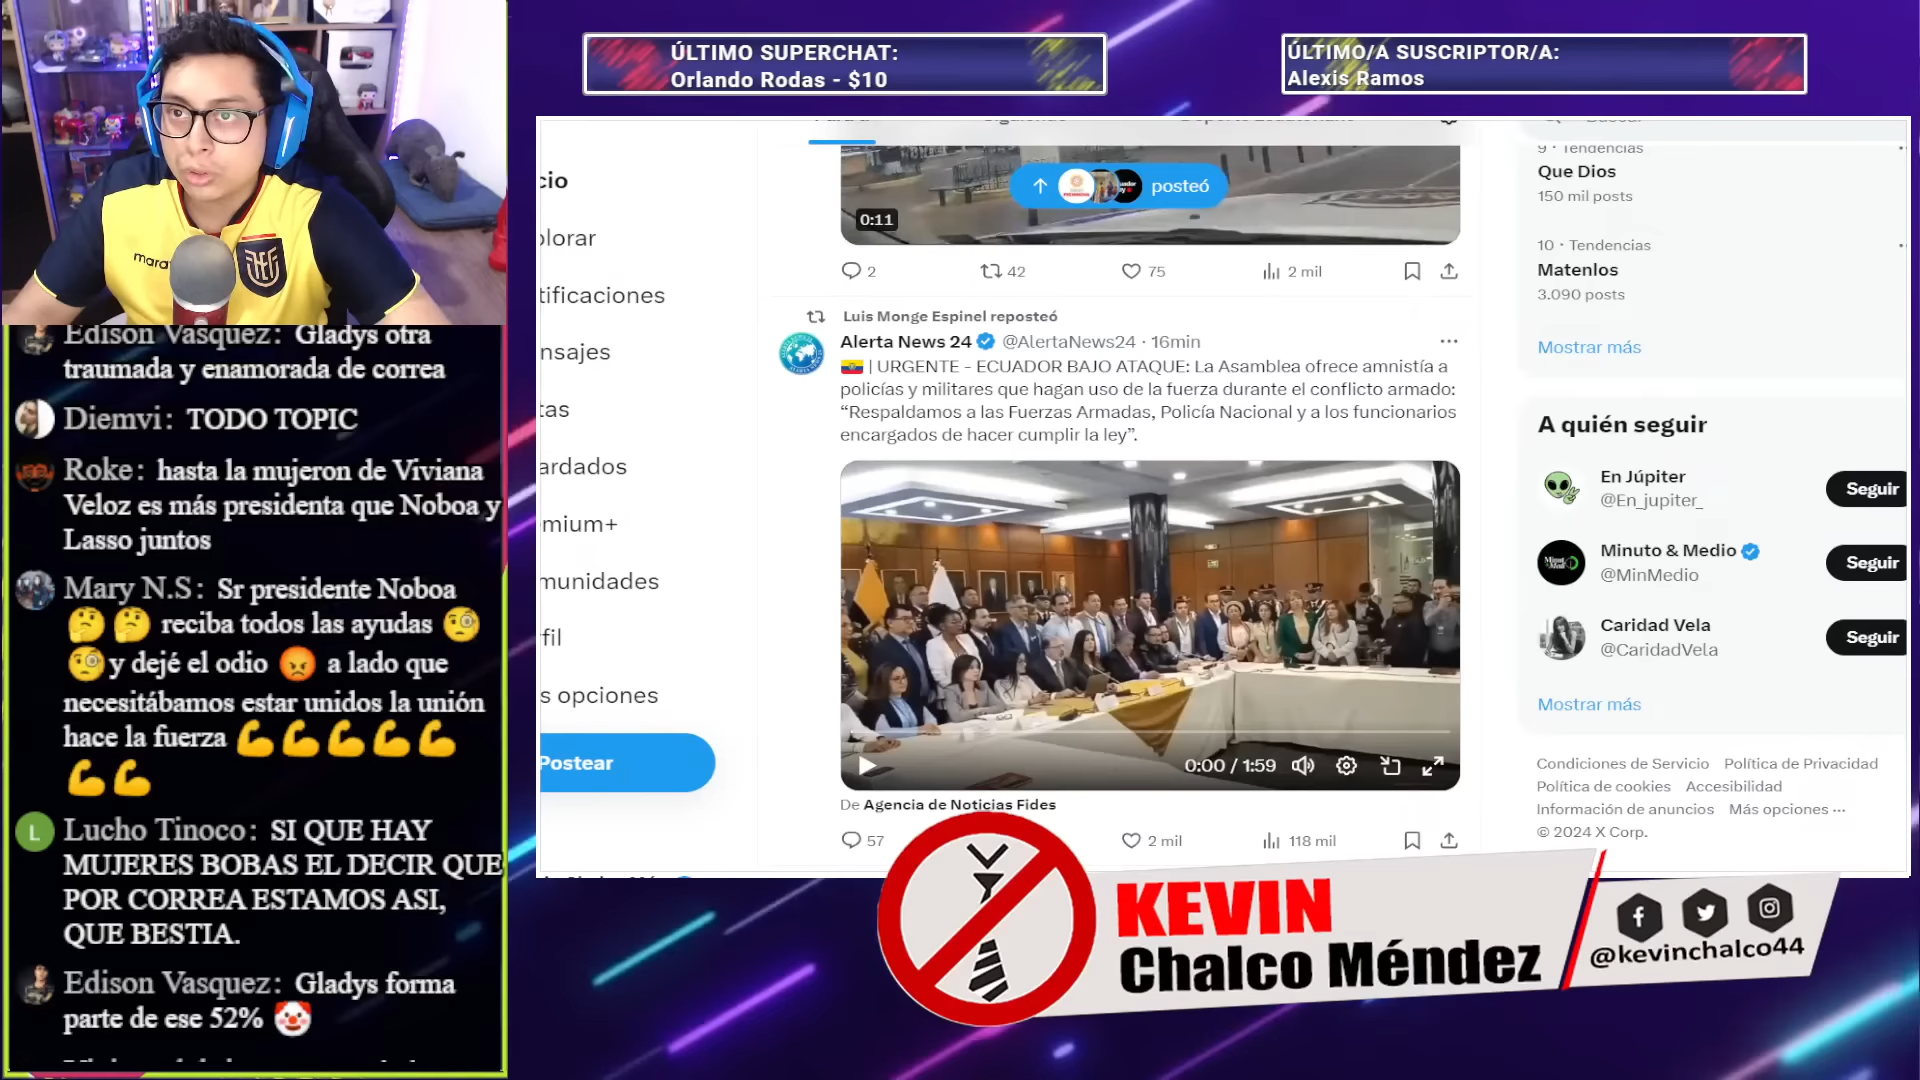 ÚLTIMO SUPERCHAT:
Orlando Rodas - $10
ÚLTIMO/A SUSCRIPTOR/A:
Alexis Ramos
mara
Edison Vasquez: Gladys otra
traumada y enamorada de correa
Diemvi: TODO TOPIC
Roke: hasta la mujeron de Viviana
Veloz es más presidenta que Noboa y
Lasso juntos
Mary N.S: Sr presidente Noboa
🤔 🤔 reciba todos las ayudas 🧐
🧐 y dejé el odio 😡 a lado que
necesitábamos estar unidos la unión
hace la fuerza 💪💪💪💪💪
💪💪
L Lucho Tinoco: SI QUE HAY
MUJERES BOBAS EL DECIR QUE
POR CORREA ESTAMOS ASI,
QUE BESTIA.
Edison Vasquez: Gladys forma
parte de ese 52% 🤡
cio
plorar
tificaciones
nsajes
tas
ardados
emium+
munidades
rfil
s opciones
Postear
posteó
0:11
2 42 75 2 mil
Luis Monge Espinel reposteó
Alerta News 24 @AlertaNews24 · 16min
🇪🇨 | URGENTE - ECUADOR BAJO ATAQUE: La Asamblea ofrece amnistía a
policías y militares que hagan uso de la fuerza durante el conflicto armado:
“Respaldamos a las Fuerzas Armadas, Policía Nacional y a los funcionarios
encargados de hacer cumplir la ley”.
0:00 / 1:59
De Agencia de Noticias Fides
57 2 mil 118 mil
9 · Tendencias
Que Dios
150 mil posts
10 · Tendencias
Matenlos
3.090 posts
Mostrar más
A quién seguir
En Júpiter
@En_jupiter_
Seguir
Minuto & Medio
@MinMedio
Seguir
Caridad Vela
@CaridadVela
Seguir
Mostrar más
Condiciones de Servicio Política de Privacidad
Política de cookies Accesibilidad
Información de anuncios Más opciones ···
© 2024 X Corp.
KEVIN
Chalco Méndez
@kevinchalco44